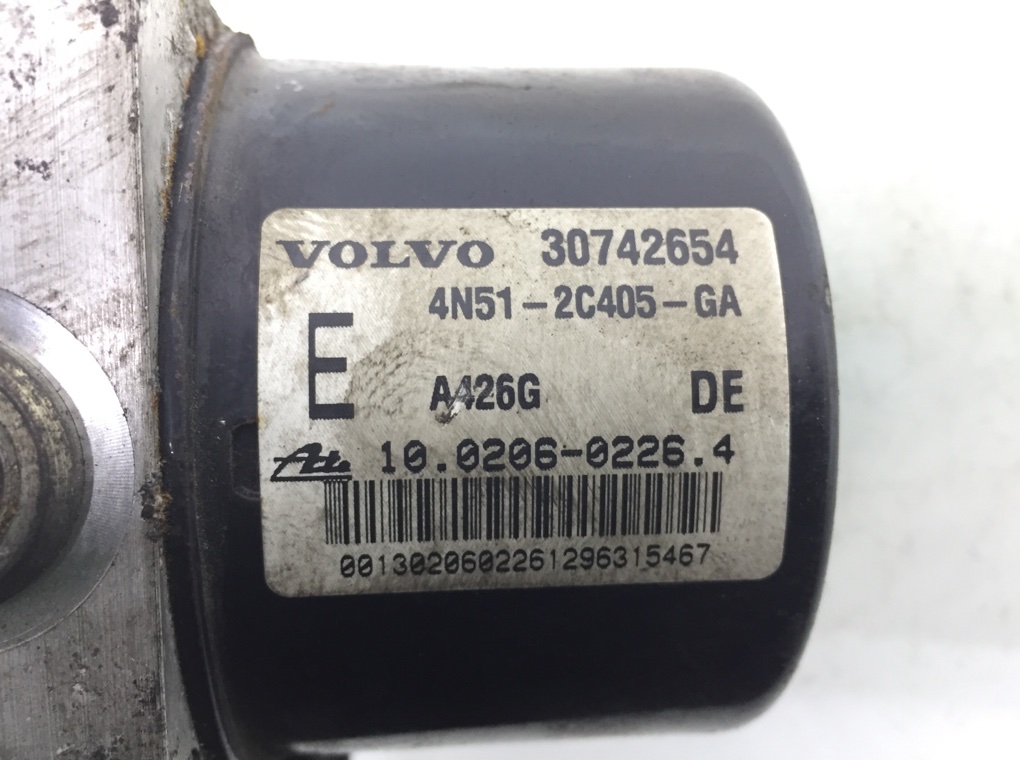 VOLVO 30742654
4N51-2C405-GA
E A426G DE
Ate 10.0206-0226.4
0013020602261296315467